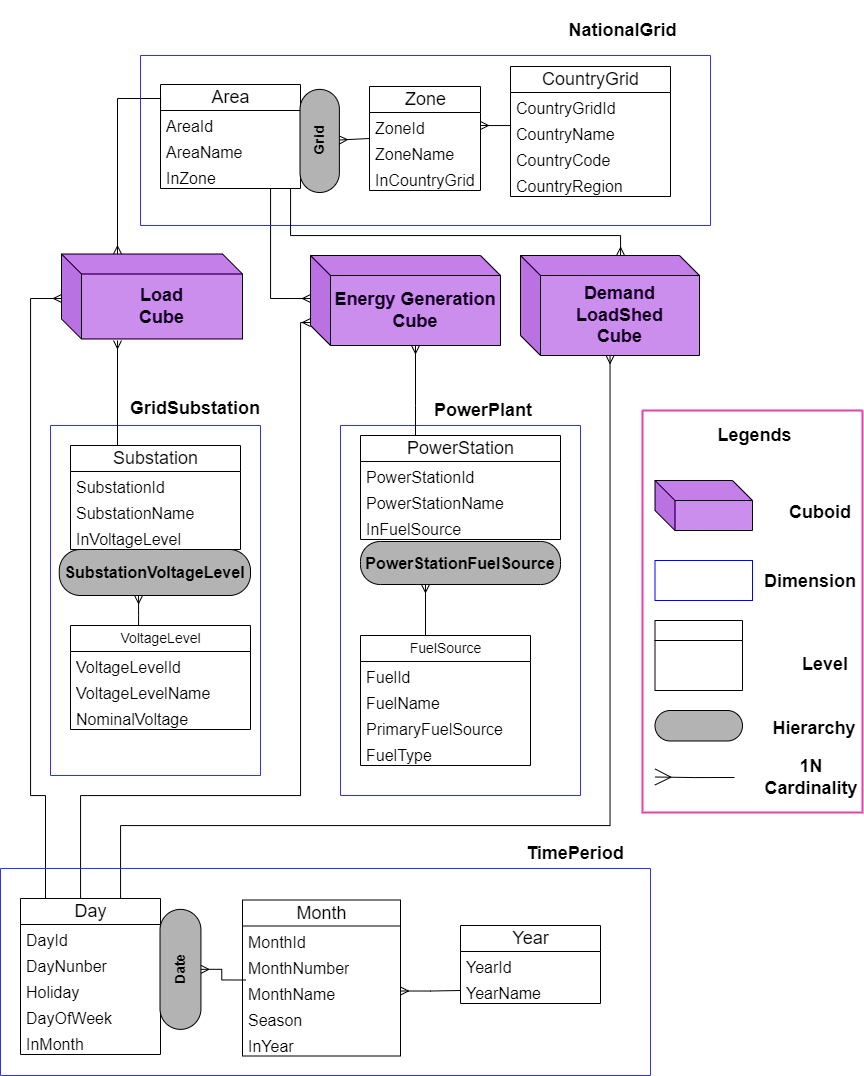 NationalGrid
Area
AreaId
AreaName
InZone
Grid
Zone
ZoneId
ZoneName
InCountryGrid
CountryGrid
CountryGridId
CountryName
CountryCode
CountryRegion
Load
Cube
Energy Generation
Cube
Demand
LoadShed
Cube
GridSubstation
Substation
SubstationId
SubstationName
InVoltageLevel
SubstationVoltageLevel
VoltageLevel
VoltageLevelId
VoltageLevelName
NominalVoltage
PowerPlant
PowerStation
PowerStationId
PowerStationName
InFuelSource
PowerStationFuelSource
FuelSource
FuelId
FuelName
PrimaryFuelSource
FuelType
Legends
Cuboid
Dimension
Level
Hierarchy
1N
Cardinality
TimePeriod
Day
DayId
DayNunber
Holiday
DayOfWeek
InMonth
Date
Month
MonthId
MonthNumber
MonthName
Season
InYear
Year
YearId
YearName